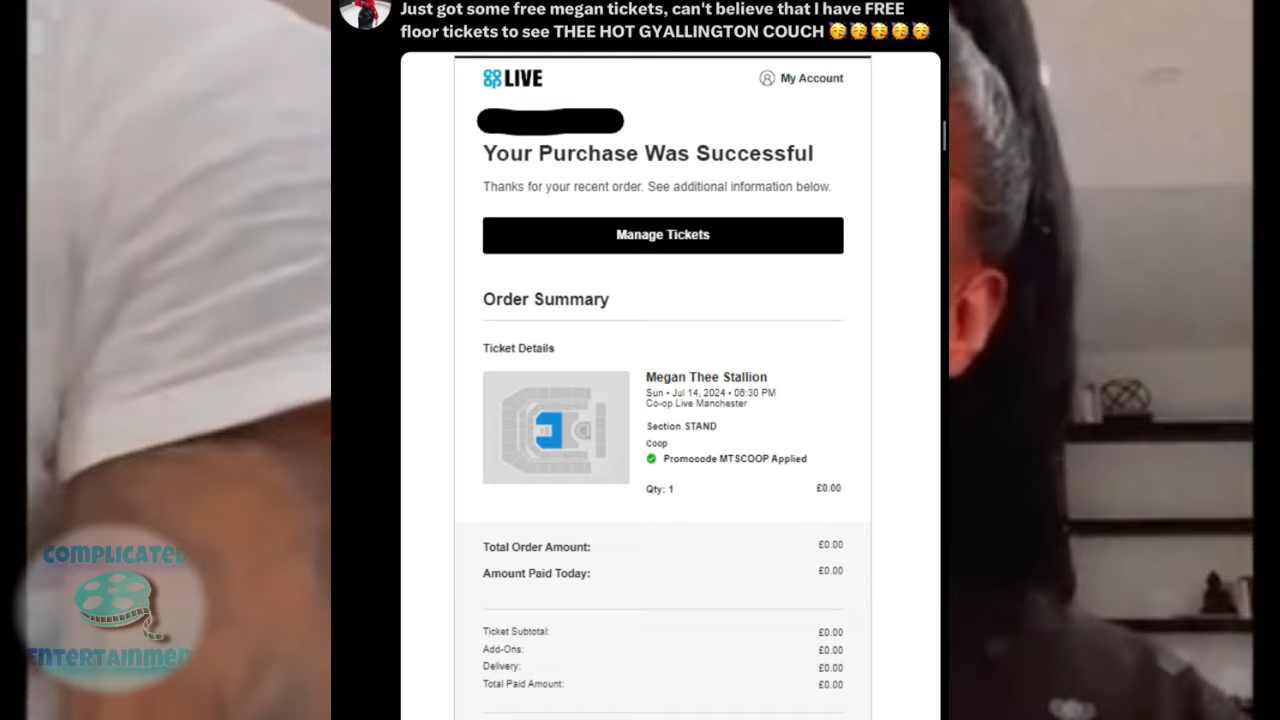 Just got some free megan tickets, can't believe that I have FREE
floor tickets to see THEE HOT GYALLINGTON COUCH 🥳🥳🥳🥳🥳
COOP LIVE
My Account
Your Purchase Was Successful
Thanks for your recent order. See additional information below.
Manage Tickets
Order Summary
Ticket Details
Megan Thee Stallion
Sun • Jul 14, 2024 • 06:30 PM
Co-op Live Manchester
Section STAND
Coop
Promocode MTSCOOP Applied
Qty: 1 £0.00
Total Order Amount: £0.00
Amount Paid Today: £0.00
Ticket Subtotal: £0.00
Add-Ons: £0.00
Delivery: £0.00
Total Paid Amount: £0.00
COMPLICATED
ENTERTAINMENT